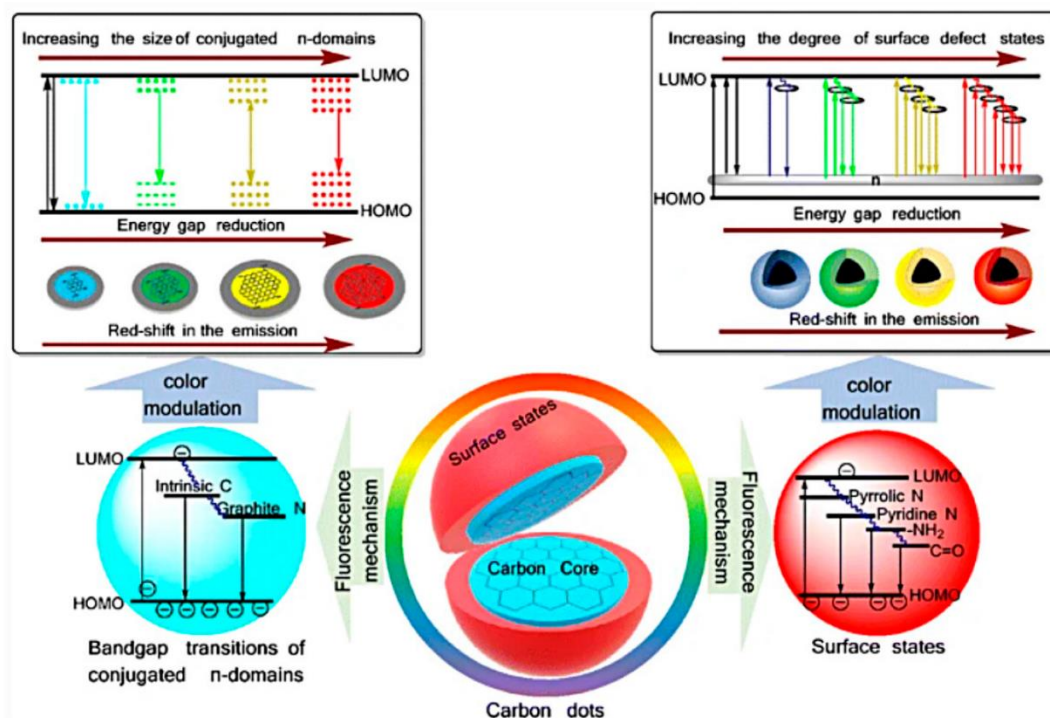 Increasing the size of conjugated n-domains
LUMO
HOMO
Energy gap reduction
Red-shift in the emission
Increasing the degree of surface defect states
LUMO
n
HOMO
Energy gap reduction
Red-shift in the emission
color
modulation
color
modulation
LUMO
Intrinsic C
Graphite N
HOMO
Bandgap transitions of
conjugated n-domains
Fluorescence
mechanism
Surface states
Carbon Core
Carbon dots
Fluorescence
mechanism
LUMO
Pyrrolic N
Pyridine N
-NH₂
C=O
HOMO
Surface states